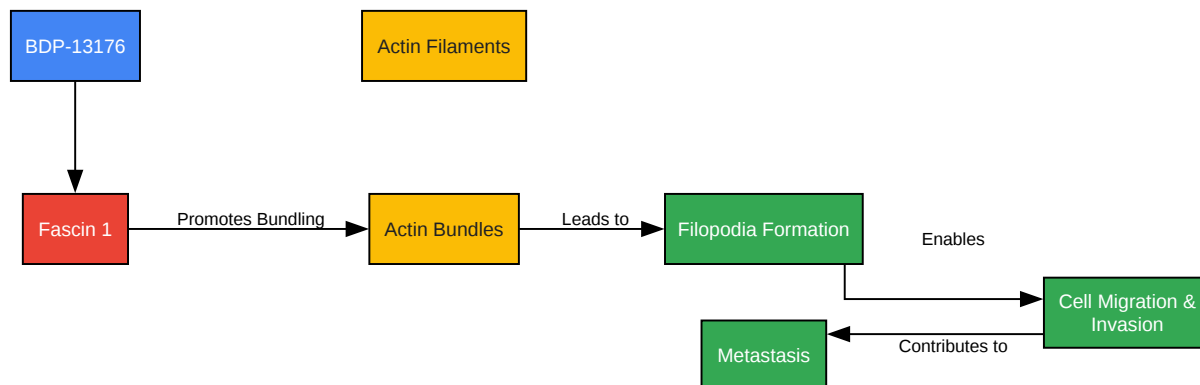 BDP-13176
Actin Filaments
Fascin 1
Promotes Bundling
Actin Bundles
Leads to
Filopodia Formation
Enables
Cell Migration &
Invasion
Metastasis
Contributes to